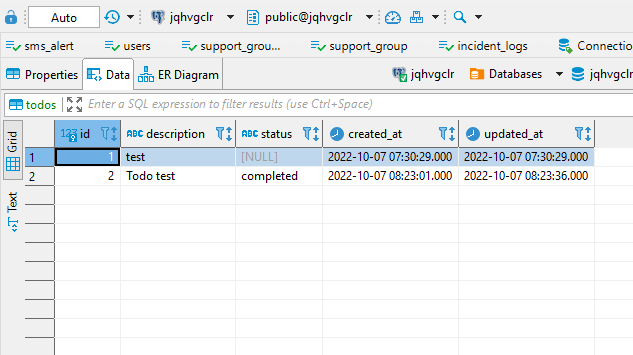 Auto jqhvgclr public@jqhvgclr
sms_alert users support_grou... support_group incident_logs Connectio
Properties Data ER Diagram jqhvgclr Databases jqhvgclr
todos Enter a SQL expression to filter results (use Ctrl+Space)
Grid
Text
123 id ABC description ABC status created_at updated_at
1 1 test [NULL] 2022-10-07 07:30:29.000 2022-10-07 07:30:29.000
2 2 Todo test completed 2022-10-07 08:23:01.000 2022-10-07 08:23:36.000